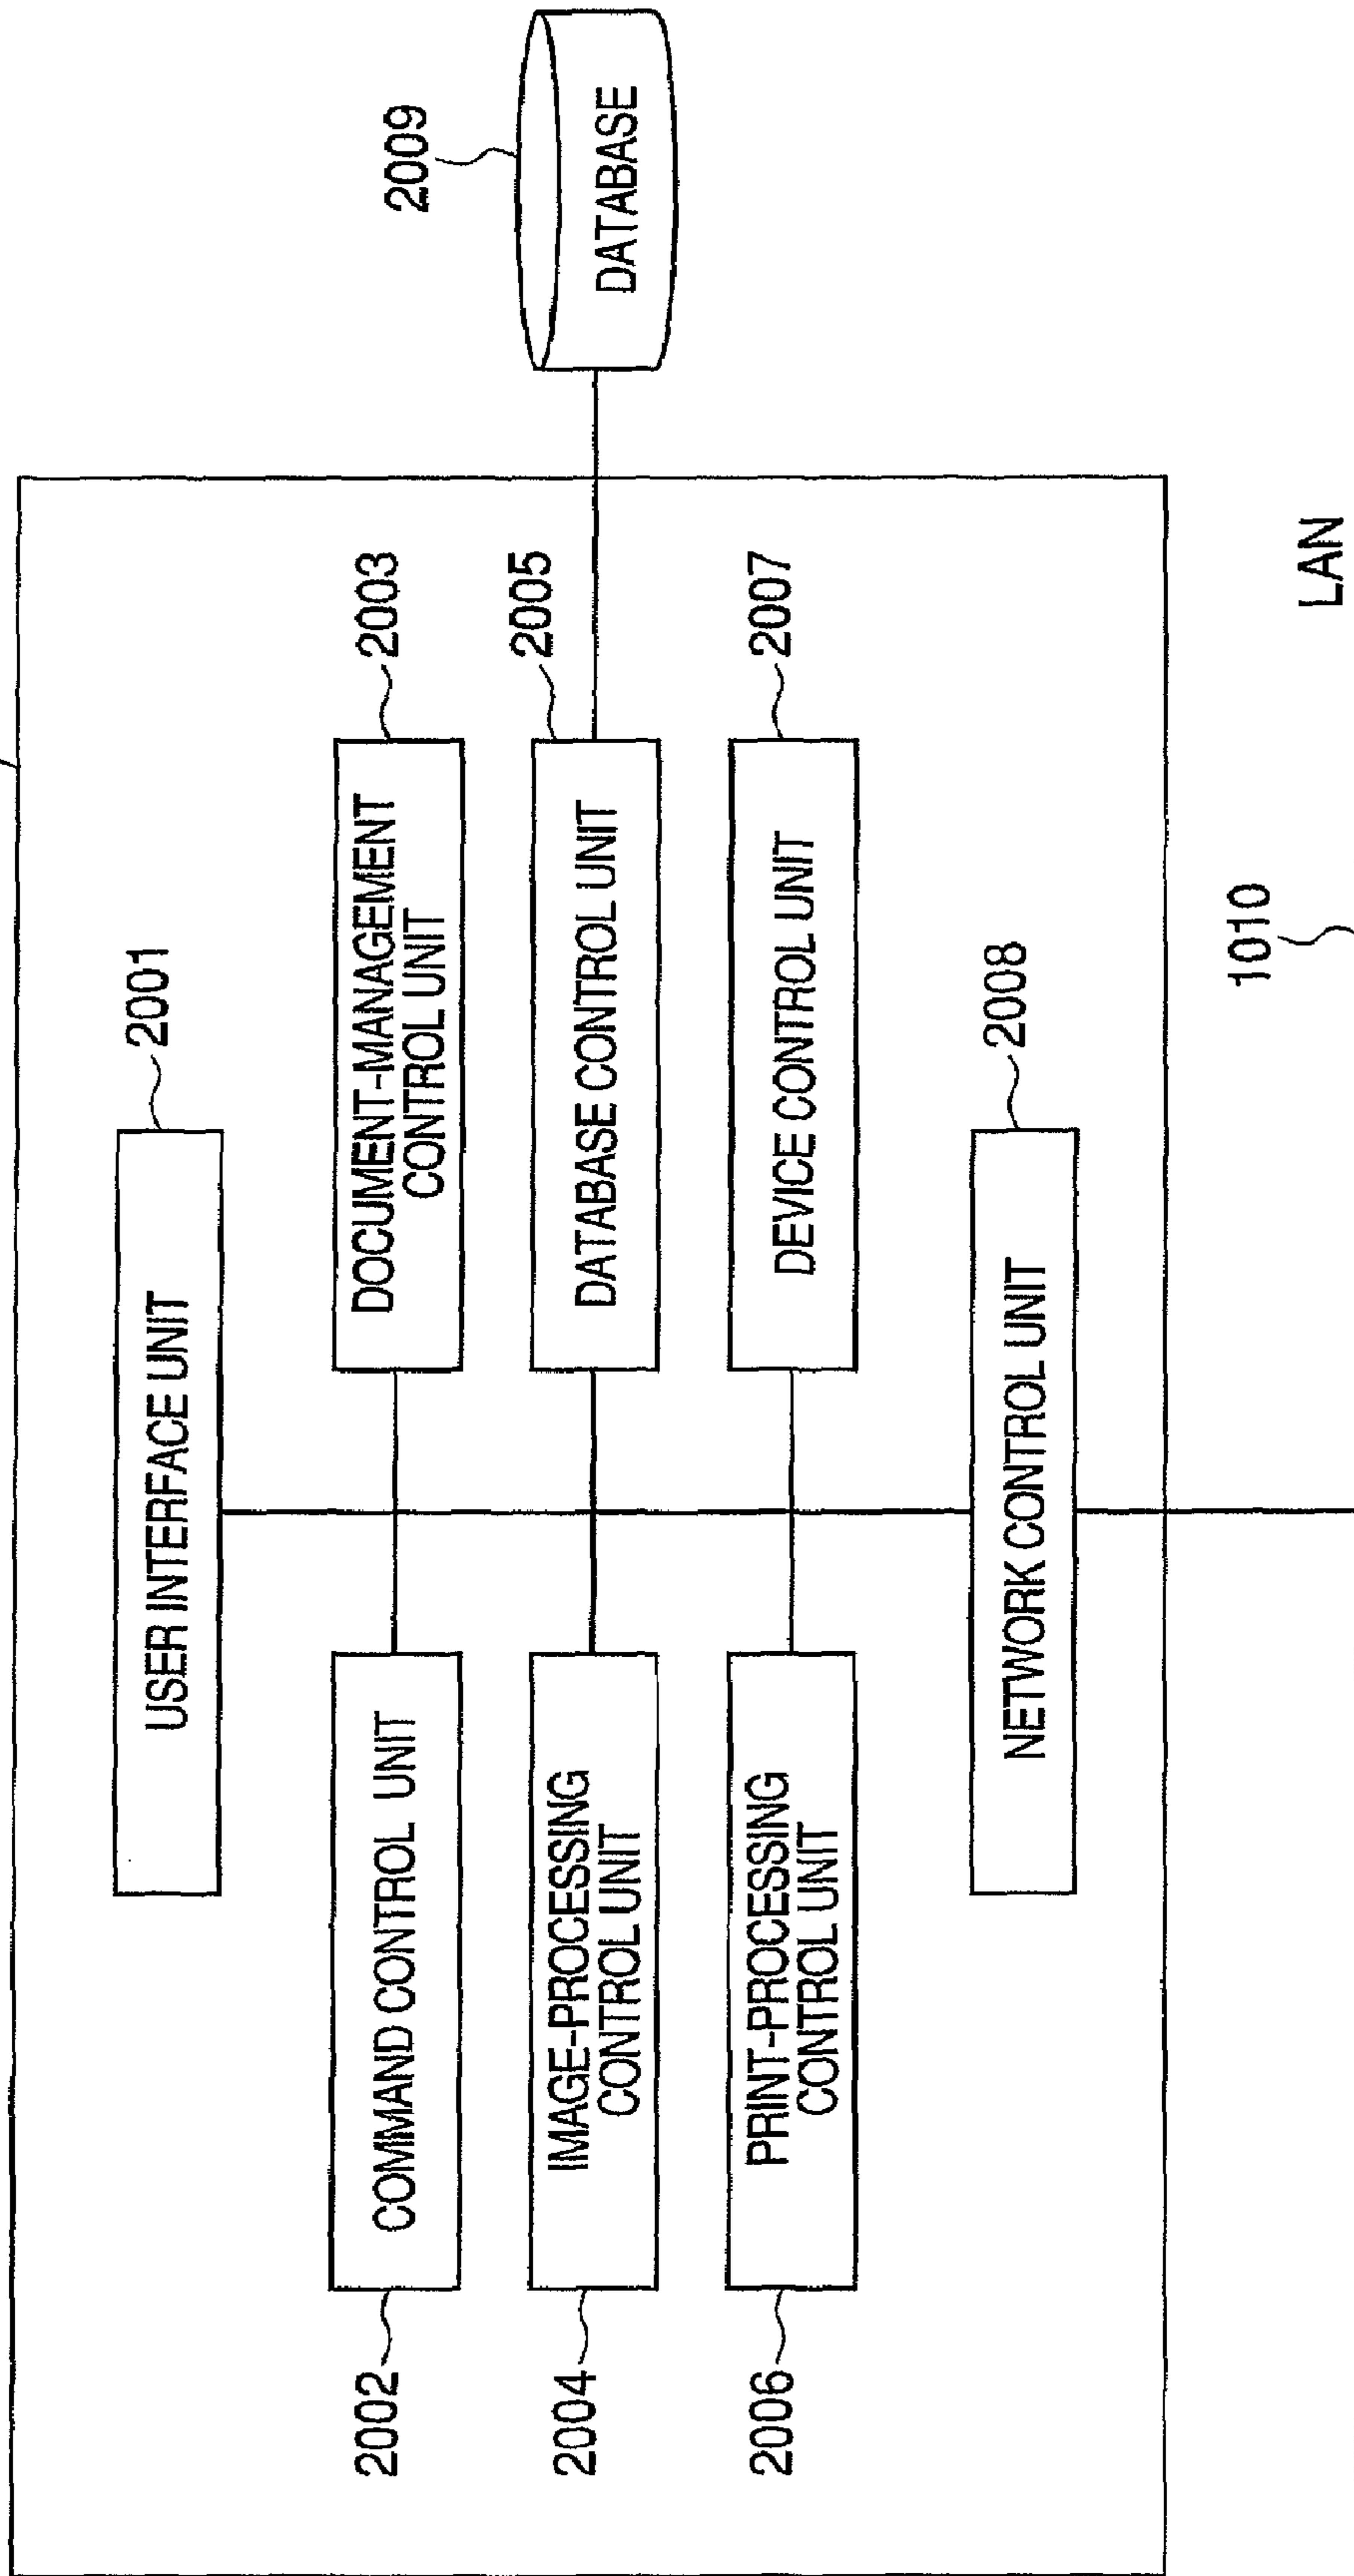 2001
USER INTERFACE UNIT
2002
COMMAND CONTROL UNIT
DOCUMENT-MANAGEMENT
CONTROL UNIT
2003
2009
DATABASE
2004
IMAGE-PROCESSING
CONTROL UNIT
DATABASE CONTROL UNIT
2005
2006
PRINT-PROCESSING
CONTROL UNIT
DEVICE CONTROL UNIT
2007
NETWORK CONTROL UNIT
2008
1010
LAN